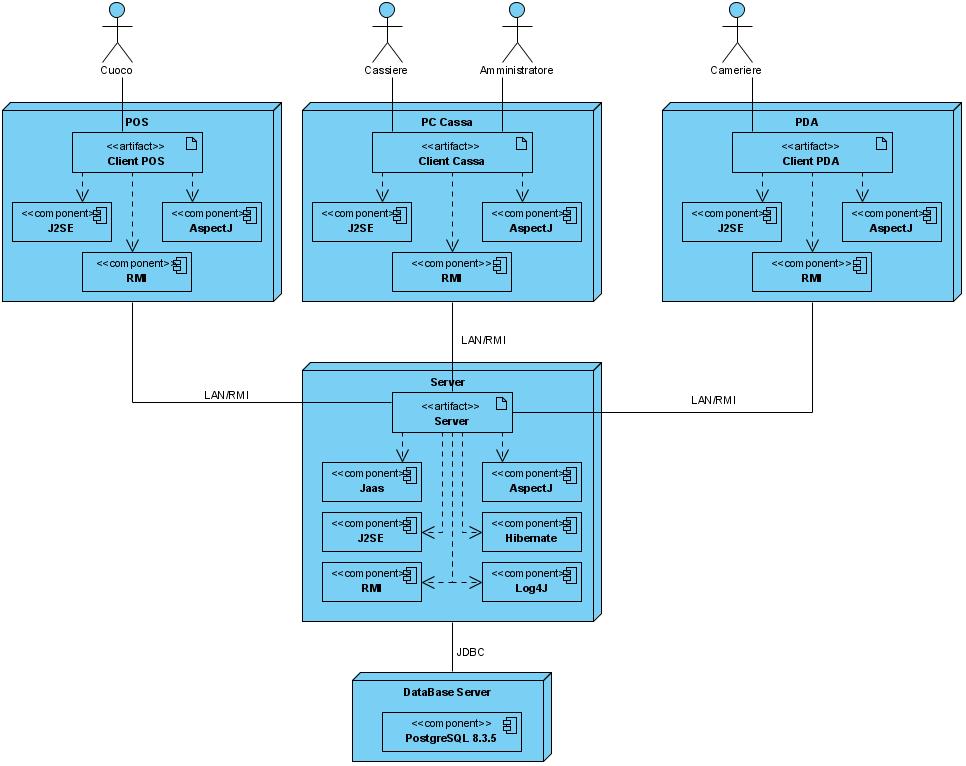 Cuoco
Cassiere
Amministratore
Cameriere
POS
<<artifact>>
Client POS
<<component>>
J2SE
<<component>>
AspectJ
<<component>>
RMI
PC Cassa
<<artifact>>
Client Cassa
<<component>>
J2SE
<<component>>
AspectJ
<<component>>
RMI
PDA
<<artifact>>
Client PDA
<<component>>
J2SE
<<component>>
AspectJ
<<component>>
RMI
LAN/RMI
LAN/RMI
LAN/RMI
Server
<<artifact>>
Server
<<component>>
Jaas
<<component>>
AspectJ
<<component>>
J2SE
<<component>>
Hibernate
<<component>>
RMI
<<component>>
Log4J
JDBC
DataBase Server
<<component>>
PostgreSQL 8.3.5